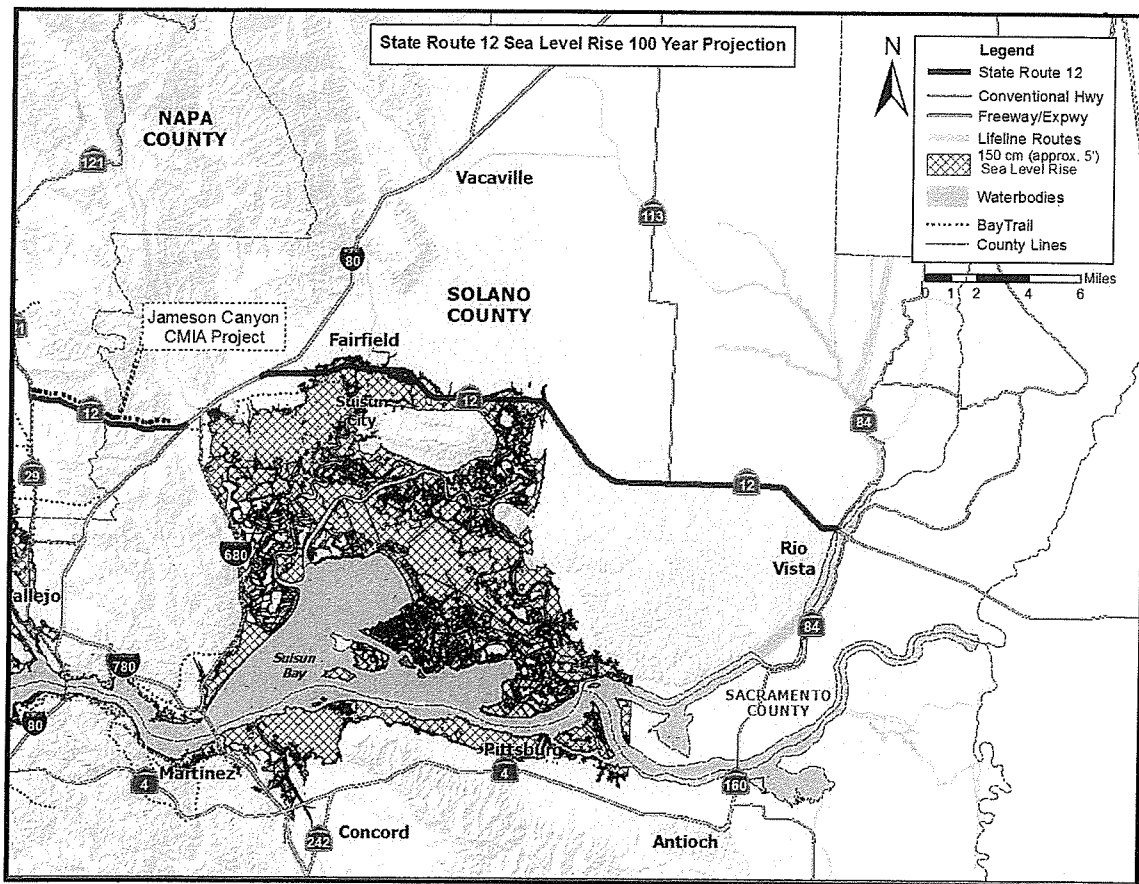 State Route 12 Sea Level Rise 100 Year Projection
N
Legend
State Route 12
Conventional Hwy
Freeway/Expwy
Lifeline Routes
150 cm (approx. 5')
Sea Level Rise
Waterbodies
BayTrail
County Lines
0 1 2 4 6 Miles
NAPA
COUNTY
121
Vacaville
113
80
SOLANO
COUNTY
Jameson Canyon
CMIA Project
Fairfield
12
Suisun
City
12
84
29
12
680
Rio
Vista
allejo
84
780
Suisun
Bay
SACRAMENTO
COUNTY
80
Martinez
4
Pittsbur
4
160
Concord
242
Antioch